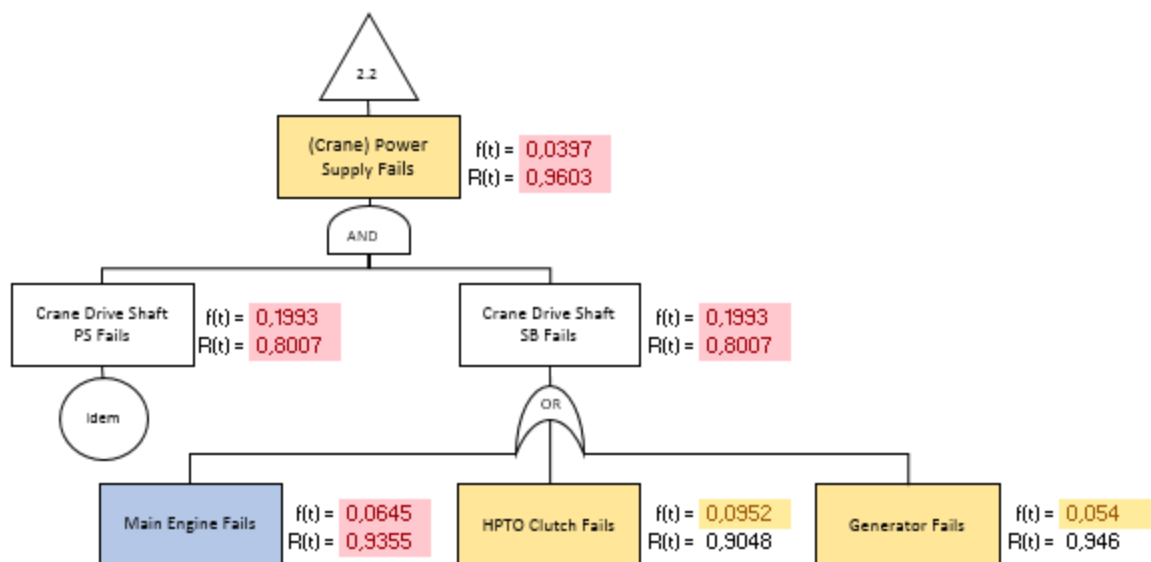 2.2
(Crane) Power
Supply Fails
f(t) = 0,0397
R(t) = 0,9603
AND
Crane Drive Shaft
PS Fails
f(t) = 0,1993
R(t) = 0,8007
Crane Drive Shaft
SB Fails
f(t) = 0,1993
R(t) = 0,8007
Idem
OR
Main Engine Fails
f(t) = 0,0645
R(t) = 0,9355
HPTO Clutch Fails
f(t) = 0,0952
R(t) = 0,9048
Generator Fails
f(t) = 0,054
R(t) = 0,946